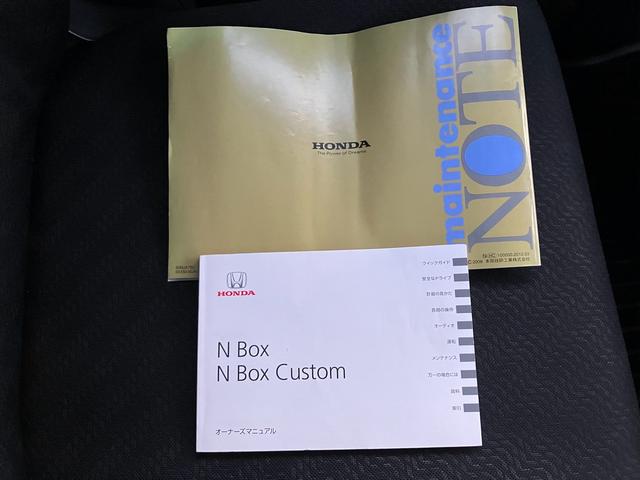 maintenance
NOTE
HONDA
The Power of Dreams
HONDA
N Box
N Box Custom
オーナーズマニュアル
クイックガイド
安全なドライブ
計器の見かた
各部の操作
オーディオ
運転
メンテナンス
万一の場合には
資料
索引